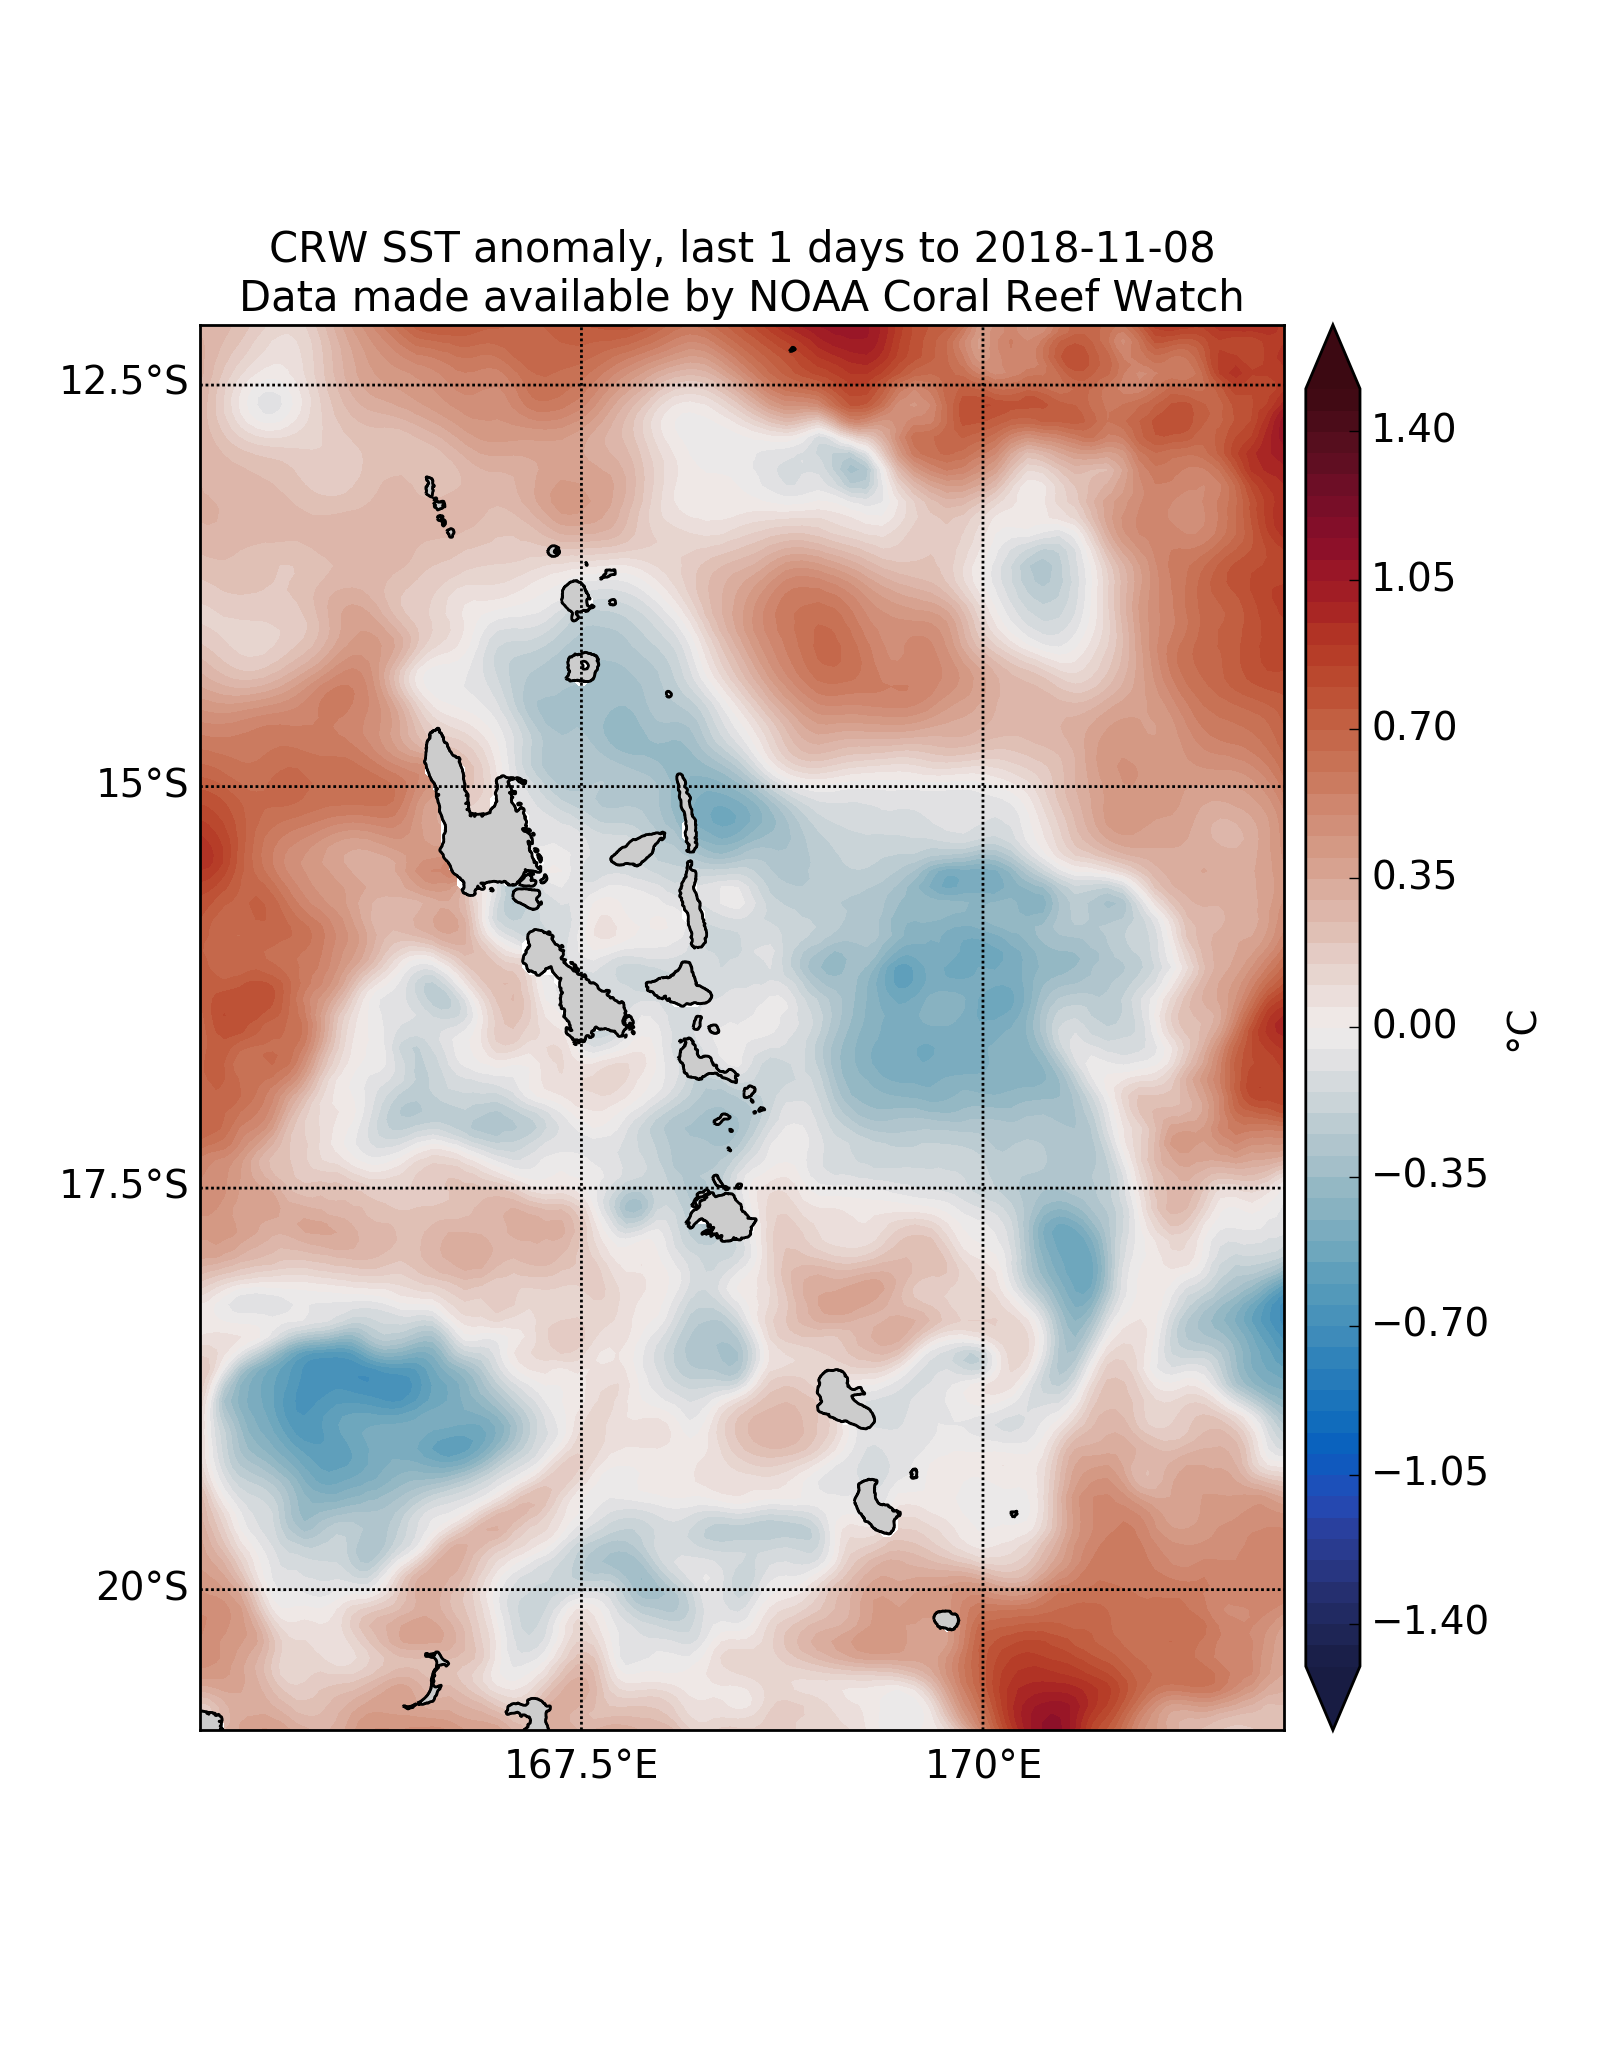 CRW SST anomaly, last 1 days to 2018-11-08
Data made available by NOAA Coral Reef Watch
12.5°S
15°S
17.5°S
20°S
167.5°E
170°E
1.40
1.05
0.70
0.35
0.00
−0.35
−0.70
−1.05
−1.40
°C